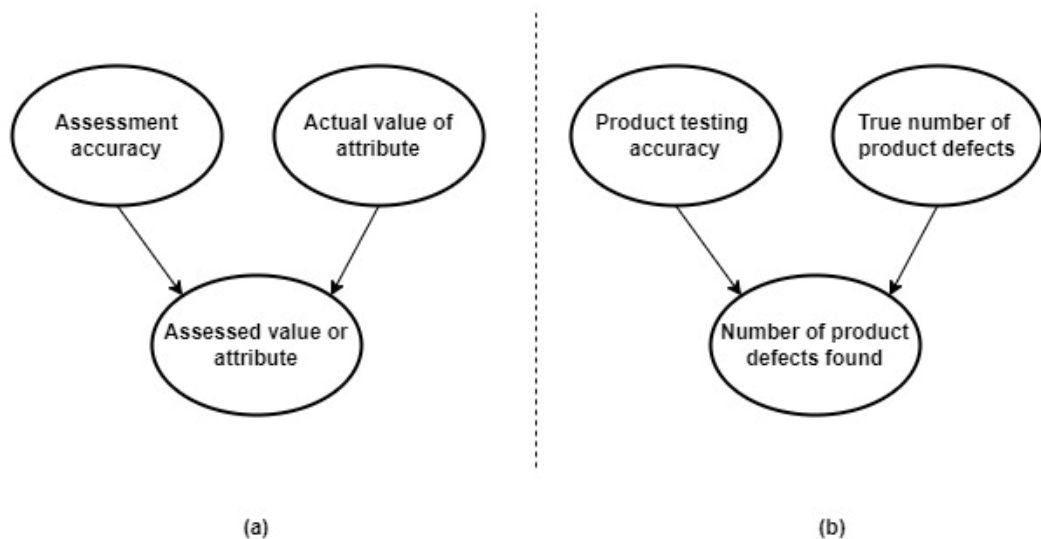 Assessment
accuracy
Actual value of
attribute
Assessed value or
attribute
(a)
Product testing
accuracy
True number of
product defects
Number of product
defects found
(b)